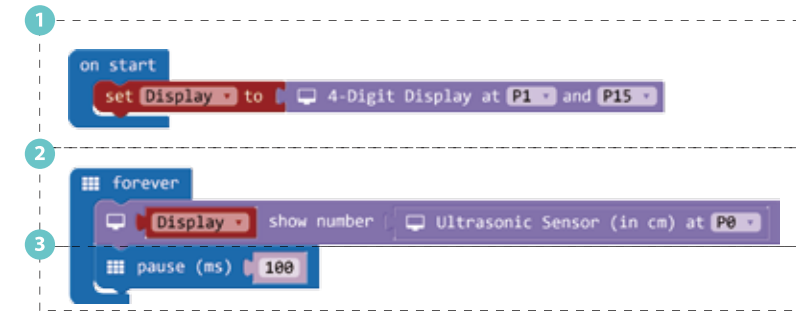 1
on start
set Display to 4-Digit Display at P1 and P15
2
forever
Display show number Ultrasonic Sensor (in cm) at P0
3
pause (ms) 100